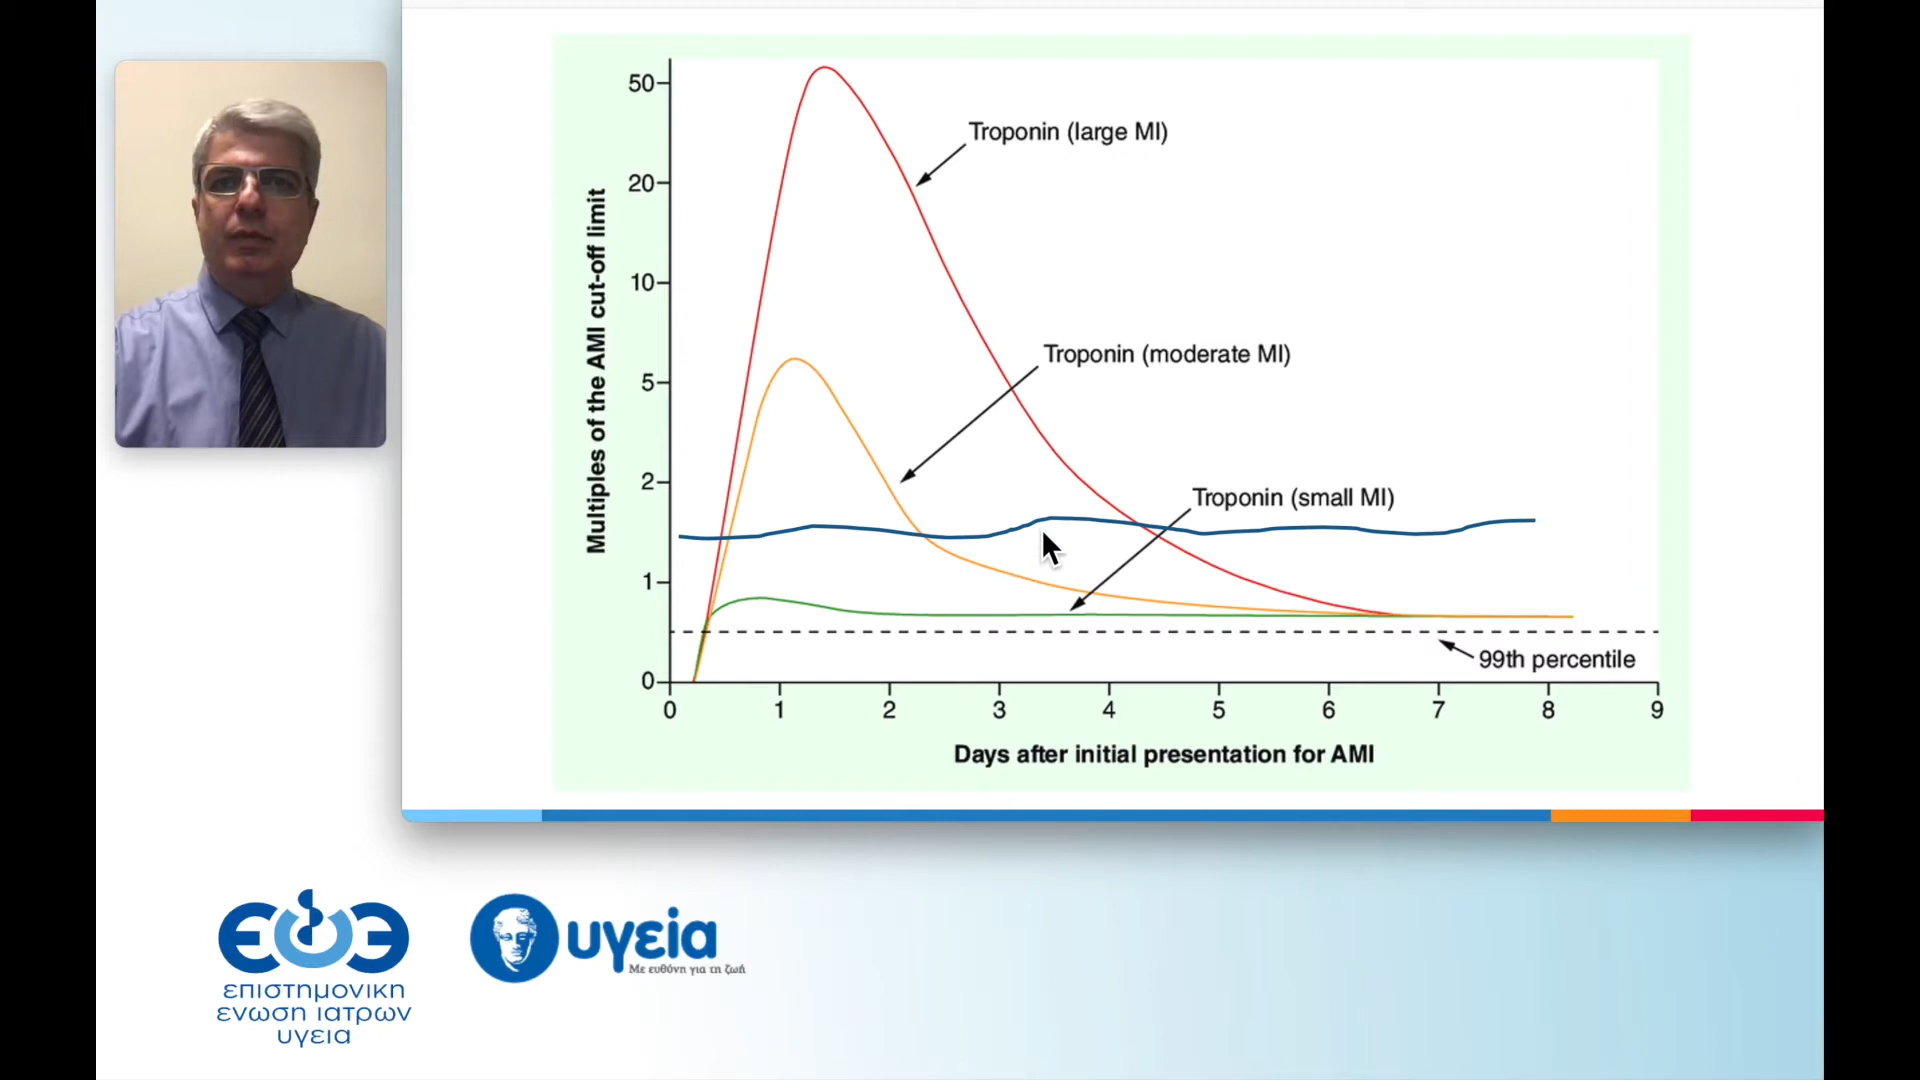 50
20
10
5
2
1
0
Multiples of the AMI cut-off limit
Troponin (large MI)
Troponin (moderate MI)
Troponin (small MI)
99th percentile
0 1 2 3 4 5 6 7 8 9
Days after initial presentation for AMI
επιστημονικη
ενωση ιατρων
υγεια
υγεία
Με ευθύνη για τη ζωή